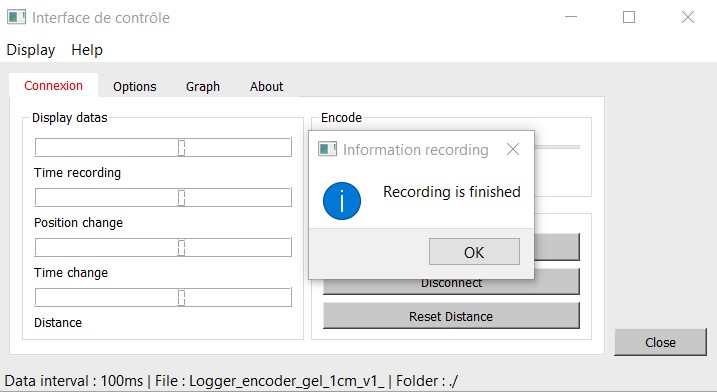 Interface de contrôle
Display Help
Connexion Options Graph About
Display datas
Time recording
Position change
Time change
Distance
Encode
Information recording
Recording is finished
OK
Disconnect
Reset Distance
Close
Data interval : 100ms | File : Logger_encoder_gel_1cm_v1_ | Folder : ./